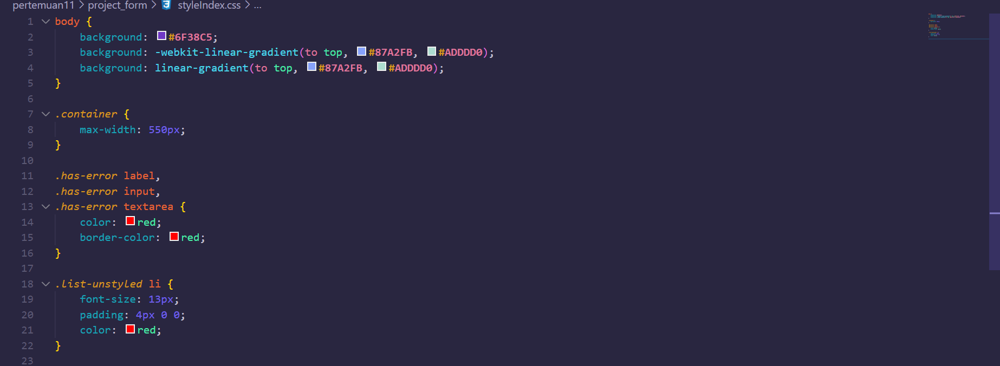 pertemuan11 > project_form > styleIndex.css > ...
1 body {
2     background: #6F38C5;
3     background: -webkit-linear-gradient(to top, #87A2FB, #ADDDD0);
4     background: linear-gradient(to top, #87A2FB, #ADDDD0);
5 }
6
7 .container {
8     max-width: 550px;
9 }
10
11 .has-error label,
12 .has-error input,
13 .has-error textarea {
14     color: red;
15     border-color: red;
16 }
17
18 .list-unstyled li {
19     font-size: 13px;
20     padding: 4px 0 0;
21     color: red;
22 }
23